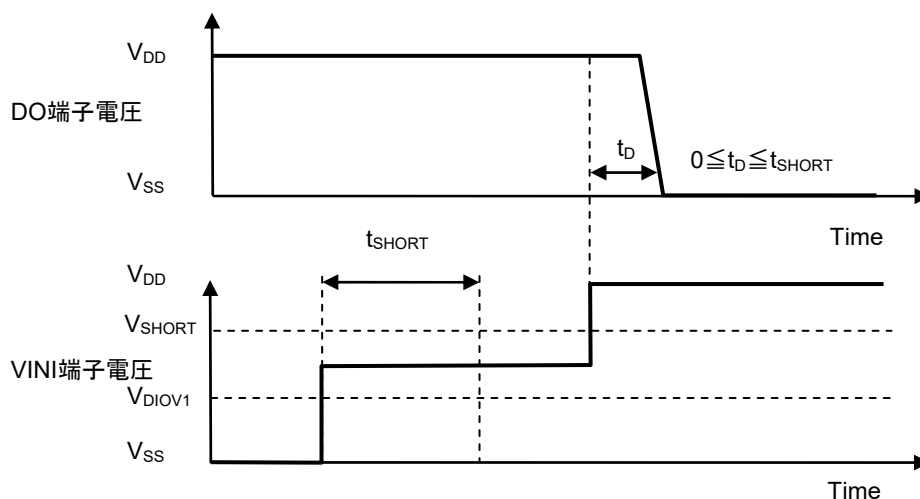 VDD
DO端子電圧
tD
0≦tD≦tSHORT
VSS
Time
tSHORT
VDD
VSHORT
VINI端子電圧
VDIOV1
VSS
Time